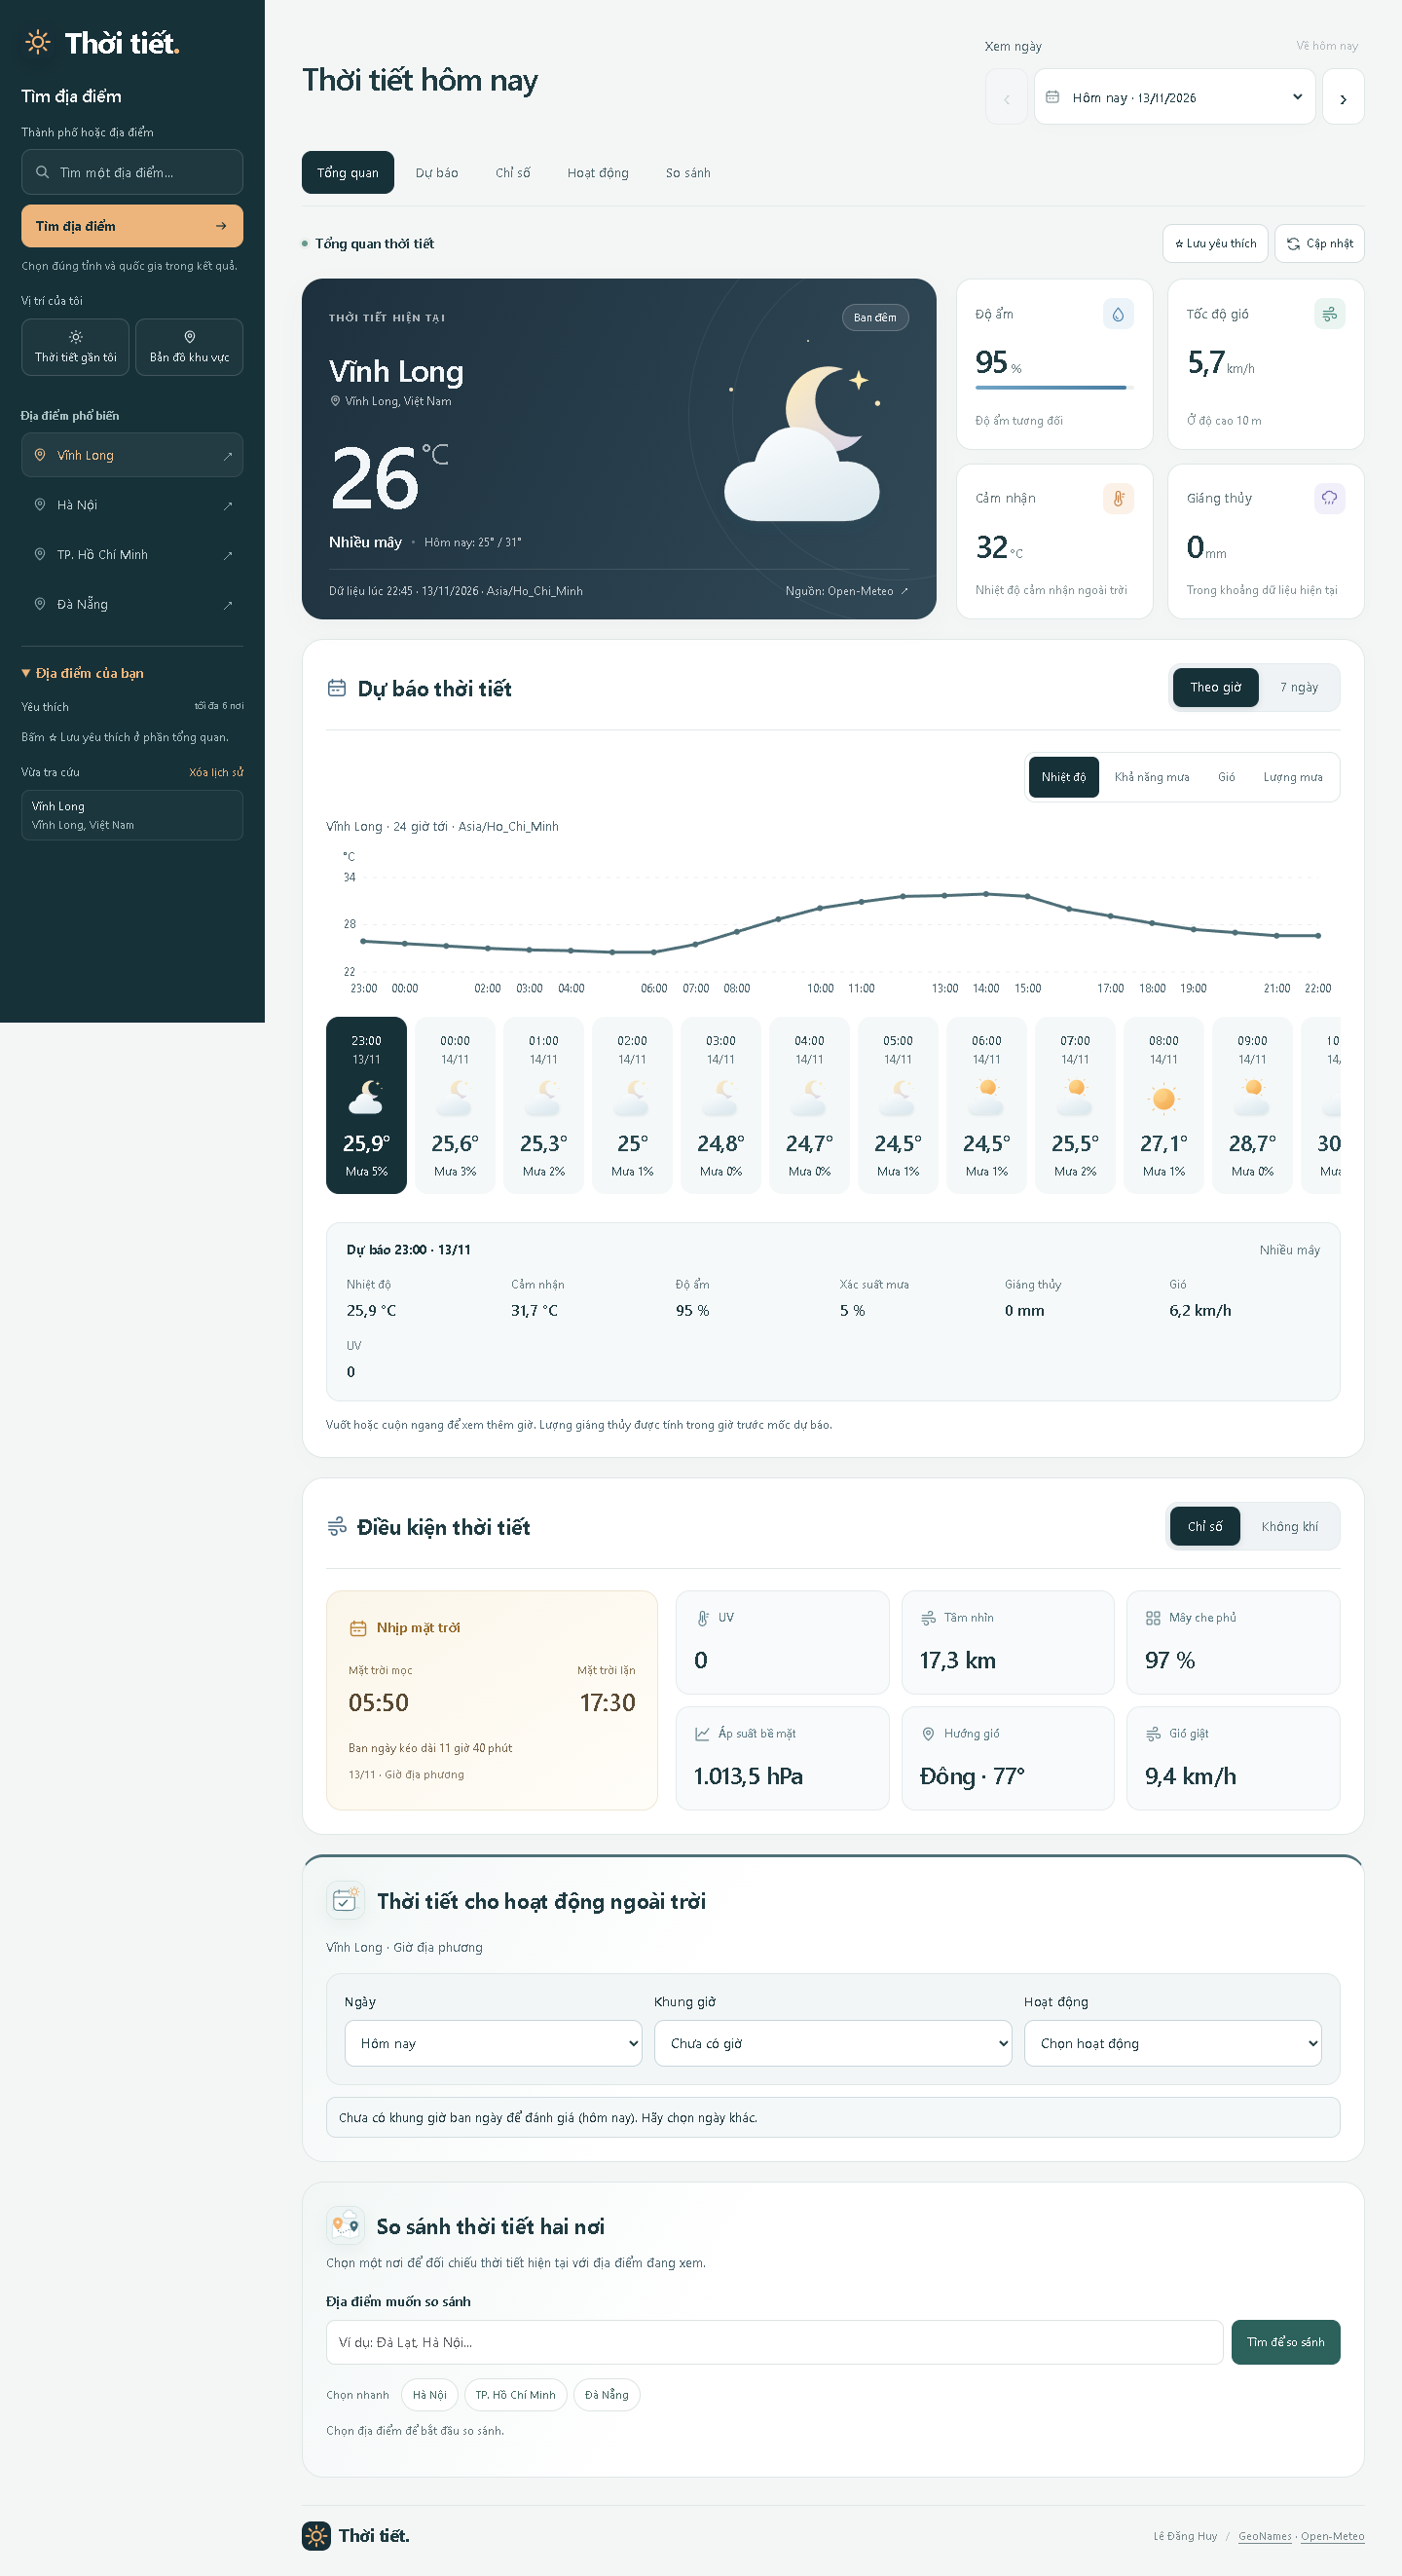 Thời tiết.
Tìm địa điểm
Thành phố hoặc địa điểm
Tìm một địa điểm...
Tìm địa điểm →
Chọn đúng tỉnh và quốc gia trong kết quả.
Vị trí của tôi
Thời tiết gần tôi
Bản đồ khu vực
Địa điểm phổ biến
Vĩnh Long ↗
Hà Nội ↗
TP. Hồ Chí Minh ↗
Đà Nẵng ↗
▼ Địa điểm của bạn
Yêu thích tối đa 6 nơi
Bấm ☆ Lưu yêu thích ở phần tổng quan.
Vừa tra cứu Xóa lịch sử
Vĩnh Long
Vĩnh Long, Việt Nam
Thời tiết hôm nay
Xem ngày Về hôm nay
‹ Hôm nay · 13/11/2026 ›
Tổng quan Dự báo Chỉ số Hoạt động So sánh
Tổng quan thời tiết
☆ Lưu yêu thích Cập nhật
THỜI TIẾT HIỆN TẠI Ban đêm
Vĩnh Long
Vĩnh Long, Việt Nam
26 °C
Nhiều mây • Hôm nay: 25° / 31°
Dữ liệu lúc 22:45 · 13/11/2026 · Asia/Ho_Chi_Minh Nguồn: Open-Meteo ↗
Độ ẩm
95 %
Độ ẩm tương đối
Tốc độ gió
5,7 km/h
Ở độ cao 10 m
Cảm nhận
32 °C
Nhiệt độ cảm nhận ngoài trời
Giáng thủy
0 mm
Trong khoảng dữ liệu hiện tại
Dự báo thời tiết Theo giờ 7 ngày
Nhiệt độ Khả năng mưa Gió Lượng mưa
Vĩnh Long · 24 giờ tới · Asia/Ho_Chi_Minh
°C
34
28
22
23:00 00:00 02:00 03:00 04:00 06:00 07:00 08:00 10:00 11:00 13:00 14:00 15:00 17:00 18:00 19:00 21:00 22:00
23:00 00:00 01:00 02:00 03:00 04:00 05:00 06:00 07:00 08:00 09:00 10
13/11 14/11 14/11 14/11 14/11 14/11 14/11 14/11 14/11 14/11 14/11 14/
25,9° 25,6° 25,3° 25° 24,8° 24,7° 24,5° 24,5° 25,5° 27,1° 28,7° 30
Mưa 5% Mưa 3% Mưa 2% Mưa 1% Mưa 0% Mưa 0% Mưa 1% Mưa 1% Mưa 2% Mưa 1% Mưa 0% Mưa
Dự báo 23:00 · 13/11 Nhiều mây
Nhiệt độ Cảm nhận Độ ẩm Xác suất mưa Giáng thủy Gió
25,9 °C 31,7 °C 95 % 5 % 0 mm 6,2 km/h
UV
0
Vuốt hoặc cuộn ngang để xem thêm giờ. Lượng giáng thủy được tính trong giờ trước mốc dự báo.
Điều kiện thời tiết Chỉ số Không khí
Nhịp mặt trời
Mặt trời mọc Mặt trời lặn
05:50 17:30
Ban ngày kéo dài 11 giờ 40 phút
13/11 · Giờ địa phương
UV
0
Tầm nhìn
17,3 km
Mây che phủ
97 %
Áp suất bề mặt
1.013,5 hPa
Hướng gió
Đông · 77°
Gió giật
9,4 km/h
Thời tiết cho hoạt động ngoài trời
Vĩnh Long · Giờ địa phương
Ngày Khung giờ Hoạt động
Hôm nay Chưa có giờ Chọn hoạt động
Chưa có khung giờ ban ngày để đánh giá (hôm nay). Hãy chọn ngày khác.
So sánh thời tiết hai nơi
Chọn một nơi để đối chiếu thời tiết hiện tại với địa điểm đang xem.
Địa điểm muốn so sánh
Ví dụ: Đà Lạt, Hà Nội... Tìm để so sánh
Chọn nhanh Hà Nội TP. Hồ Chí Minh Đà Nẵng
Chọn địa điểm để bắt đầu so sánh.
Thời tiết. Lê Đăng Huy / GeoNames · Open-Meteo